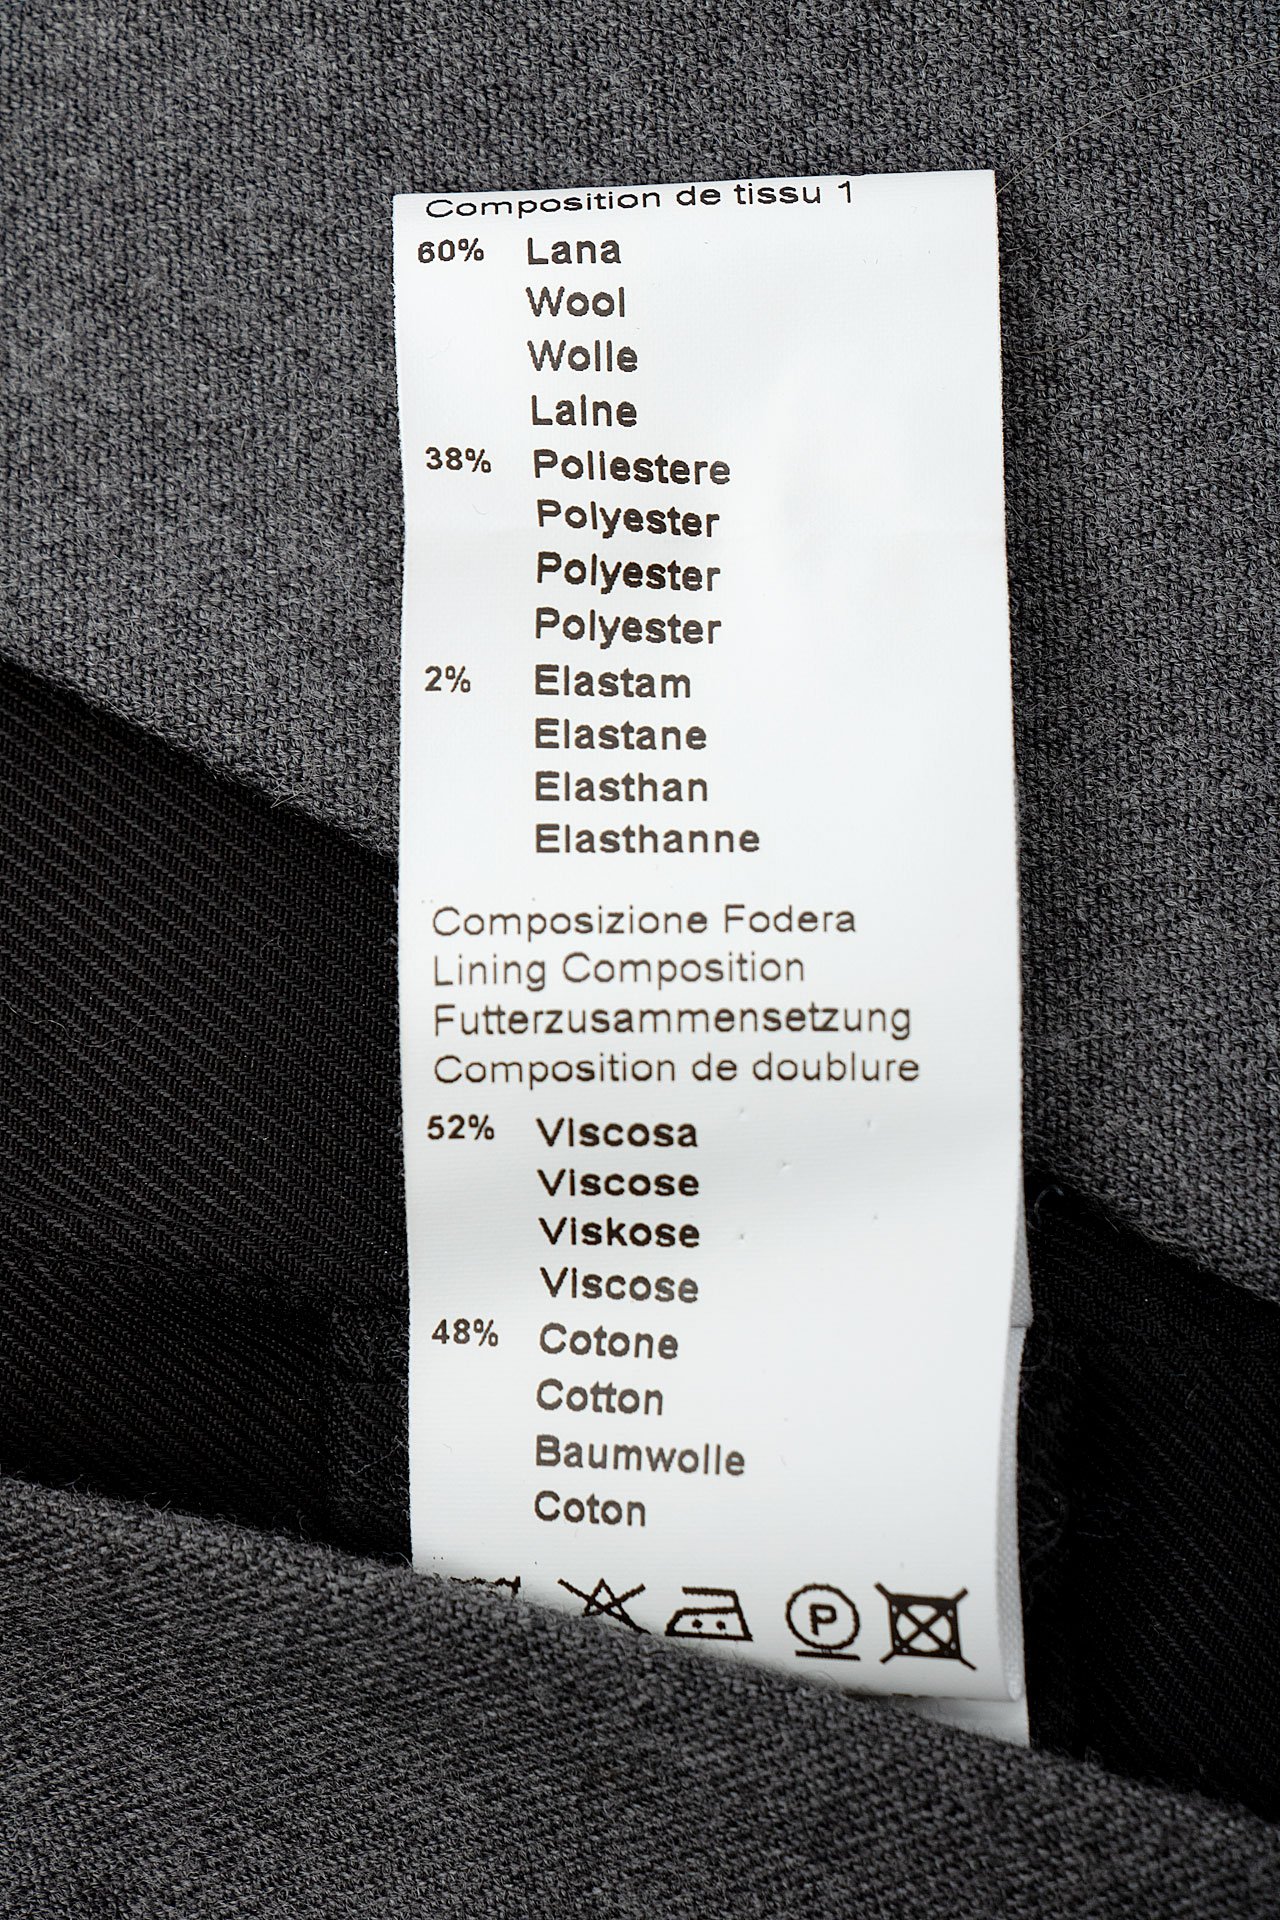 Composition de tissu 1
60% Lana
Wool
Wolle
Laine
38% Poliestere
Polyester
Polyester
Polyester
2% Elastam
Elastane
Elasthan
Elasthanne
Composizione Fodera
Lining Composition
Futterzusammensetzung
Composition de doublure
52% Viscosa
Viscose
Viskose
Viscose
48% Cotone
Cotton
Baumwolle
Coton
P